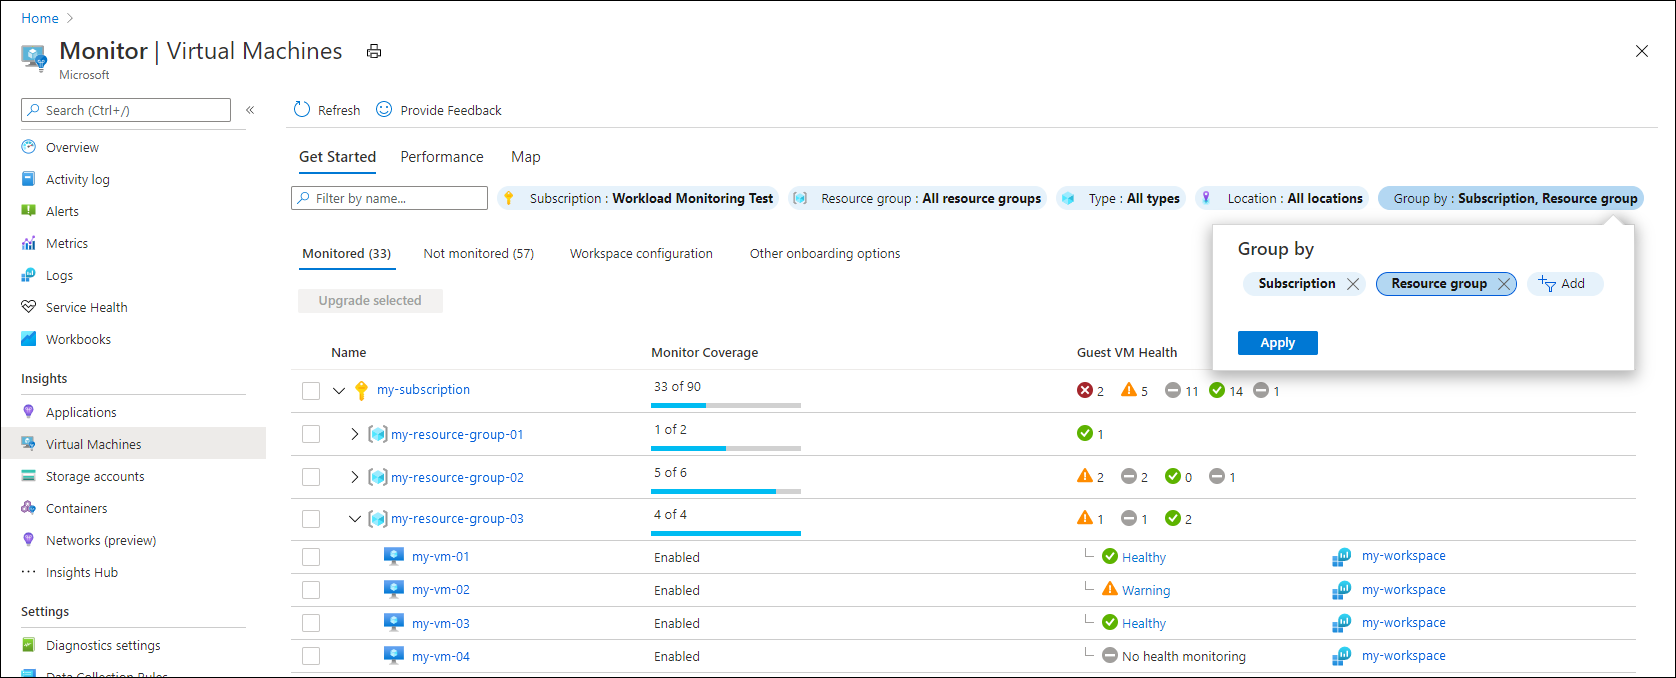 Home
Monitor | Virtual Machines
Microsoft
Search (Ctrl+/)
«
Overview
Activity log
Alerts
Metrics
Logs
Service Health
Workbooks
Insights
Applications
Virtual Machines
Storage accounts
Containers
Networks (preview)
Insights Hub
Settings
Diagnostics settings
Data Collection Rules
Refresh Provide Feedback
Get Started Performance Map
Filter by name... Subscription : Workload Monitoring Test Resource group : All resource groups Type : All types Location : All locations Group by : Subscription, Resource group
Group by
Subscription Resource group Add
Apply
Monitored (33) Not monitored (57) Workspace configuration Other onboarding options
Upgrade selected
Name Monitor Coverage Guest VM Health
my-subscription 33 of 90 2 5 11 14 1
my-resource-group-01 1 of 2 1
my-resource-group-02 5 of 6 2 2 0 1
my-resource-group-03 4 of 4 1 1 2
my-vm-01 Enabled Healthy my-workspace
my-vm-02 Enabled Warning my-workspace
my-vm-03 Enabled Healthy my-workspace
my-vm-04 Enabled No health monitoring my-workspace